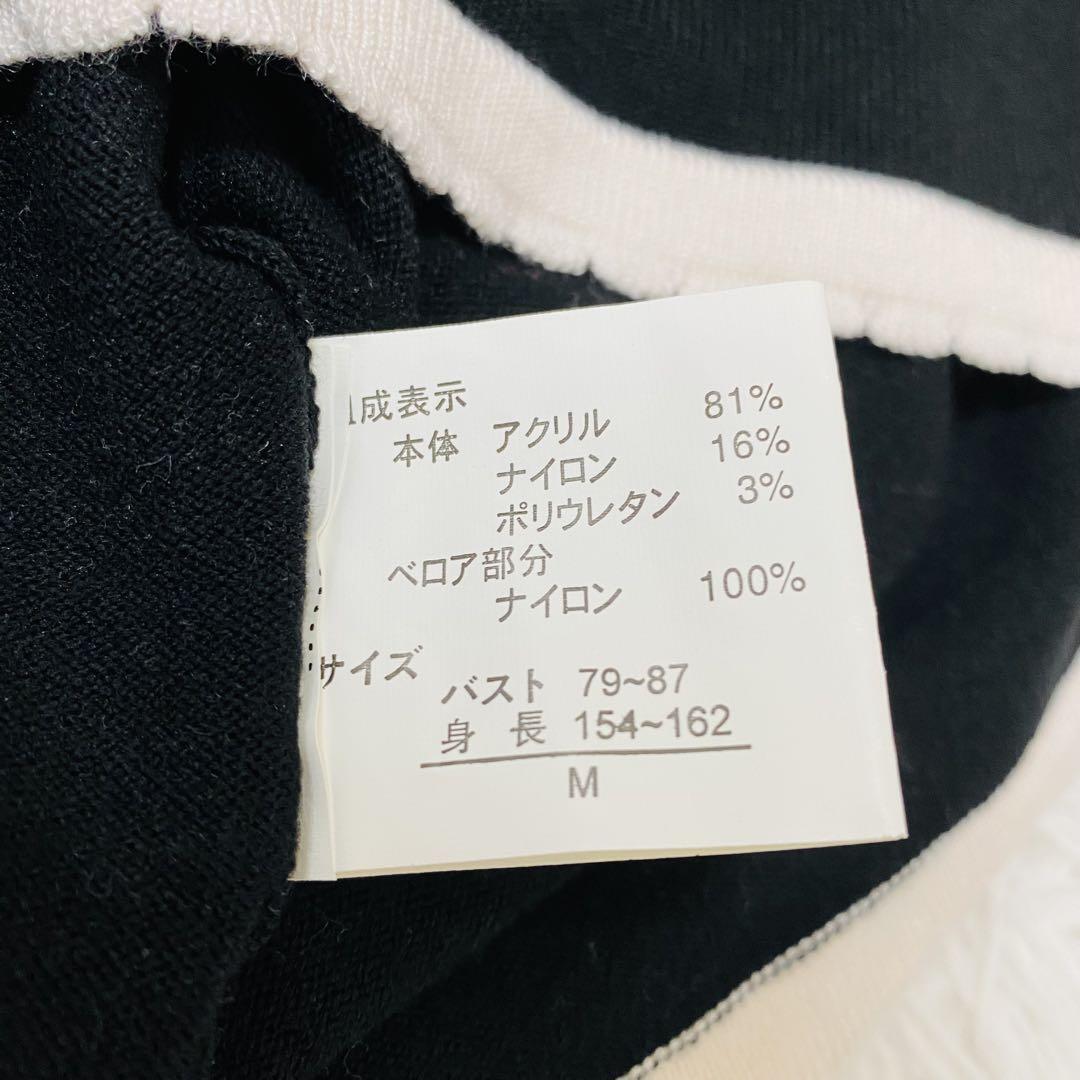 成表示
本体 アクリル 81%
ナイロン 16%
ポリウレタン 3%
ベロア部分
ナイロン 100%
サイズ
バスト 79~87
身 長 154~162
M